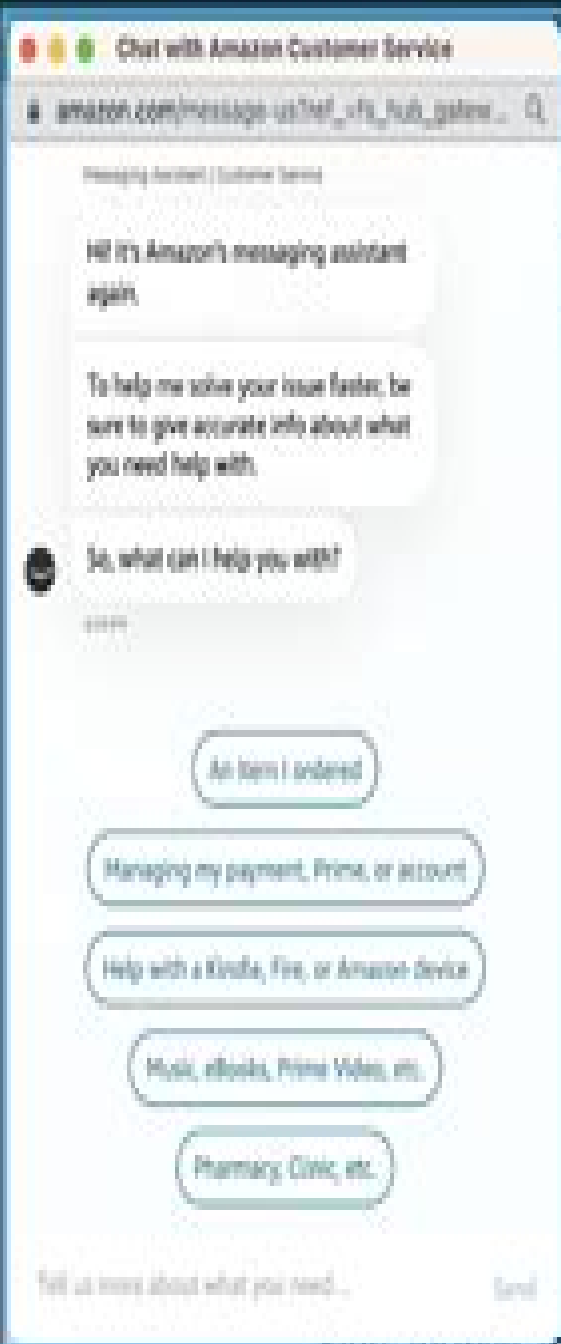 Chat with Amazon Customer Service
amazon.com/message-us?ref_=fs_hub_gatew...
Messaging Assistant | Customer Service
Hi! It's Amazon's messaging assistant
again.
To help me solve your issue faster, be
sure to give accurate info about what
you need help with.
So, what can I help you with?
An item I ordered
Managing my payment, Prime, or account
Help with a Kindle, Fire, or Amazon device
Music, eBooks, Prime Video, etc.
Pharmacy, Clinic, etc.
Tell us more about what you need...
Send